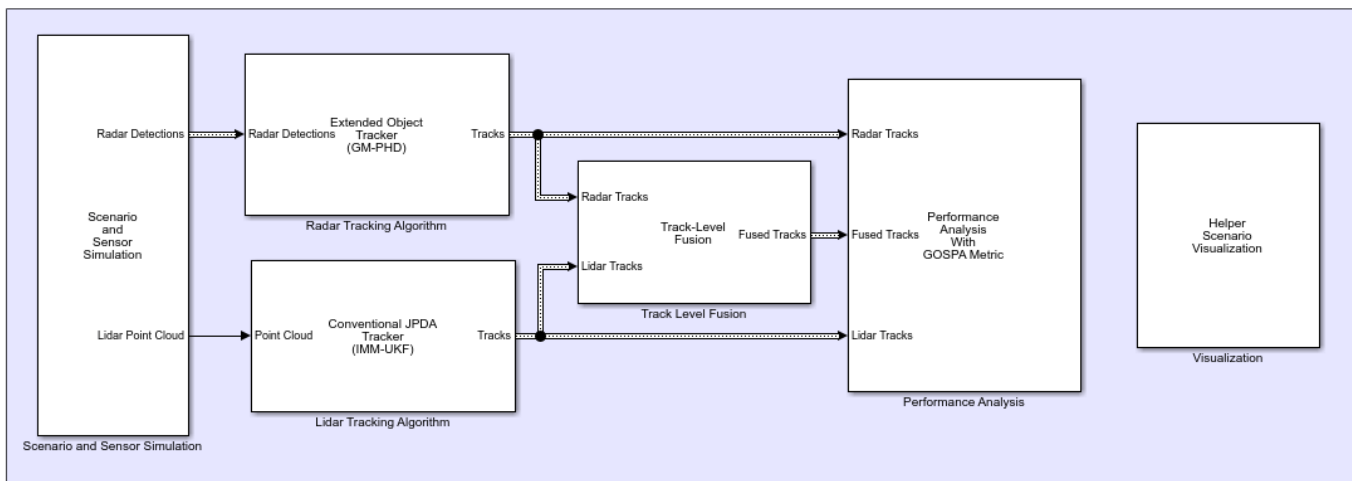 Scenario
and
Sensor
Simulation
Radar Detections
Lidar Point Cloud
Scenario and Sensor Simulation
Radar Detections
Extended Object
Tracker
(GM-PHD)
Tracks
Radar Tracking Algorithm
Point Cloud
Conventional JPDA
Tracker
(IMM-UKF)
Tracks
Lidar Tracking Algorithm
Radar Tracks
Lidar Tracks
Track-Level
Fusion
Fused Tracks
Track Level Fusion
Radar Tracks
Fused Tracks
Lidar Tracks
Performance
Analysis
With
GOSPA Metric
Performance Analysis
Helper
Scenario
Visualization
Visualization